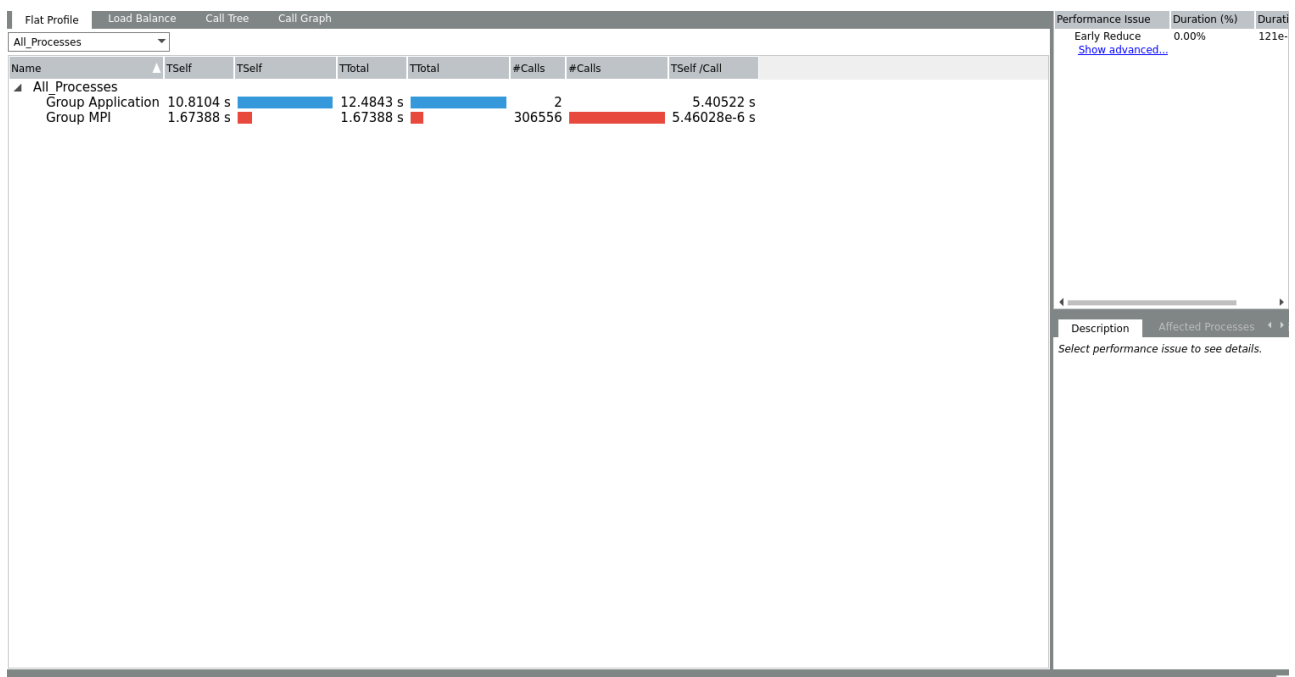 Flat Profile Load Balance Call Tree Call Graph
All_Processes
Name TSelf TSelf TTotal TTotal #Calls #Calls TSelf /Call
All_Processes
Group Application 10.8104 s 12.4843 s 2 5.40522 s
Group MPI 1.67388 s 1.67388 s 306556 5.46028e-6 s
Performance Issue Duration (%) Durati
Early Reduce 0.00% 121e-
Show advanced...
Description Affected Processes
Select performance issue to see details.